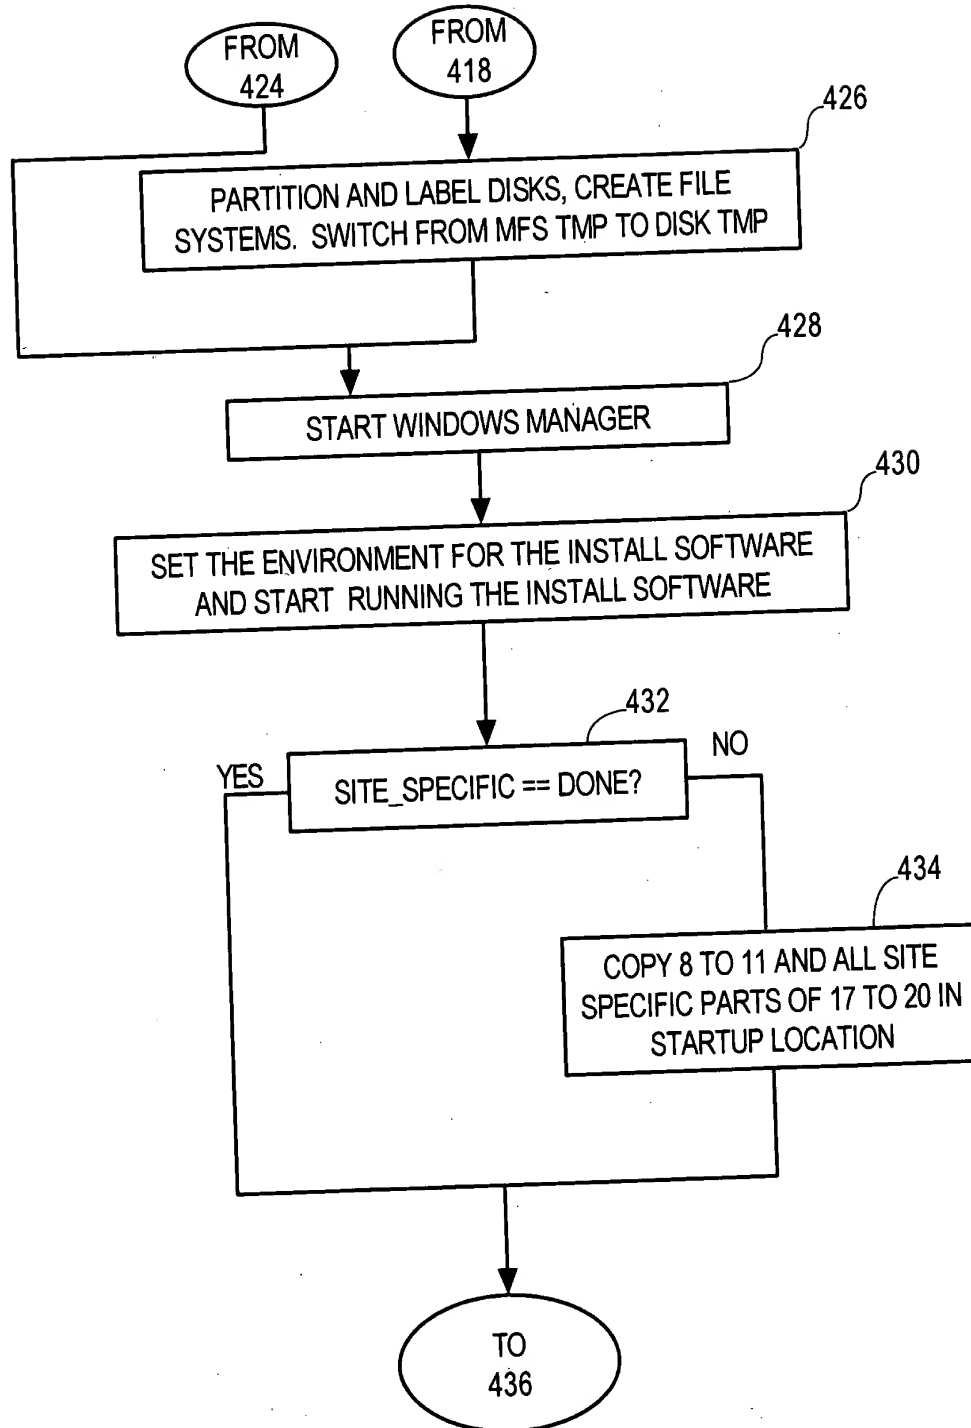 FROM
424
FROM
418
426
PARTITION AND LABEL DISKS, CREATE FILE
SYSTEMS. SWITCH FROM MFS TMP TO DISK TMP
428
START WINDOWS MANAGER
430
SET THE ENVIRONMENT FOR THE INSTALL SOFTWARE
AND START RUNNING THE INSTALL SOFTWARE
432
YES
SITE_SPECIFIC == DONE?
NO
434
COPY 8 TO 11 AND ALL SITE
SPECIFIC PARTS OF 17 TO 20 IN
STARTUP LOCATION
TO
436